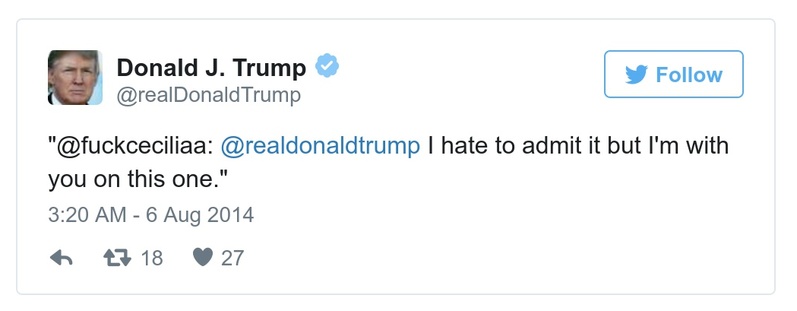 Donald J. Trump
@realDonaldTrump
Follow
"@fuckceciliaa: @realdonaldtrump I hate to admit it but I'm with
you on this one."
3:20 AM - 6 Aug 2014
18 27